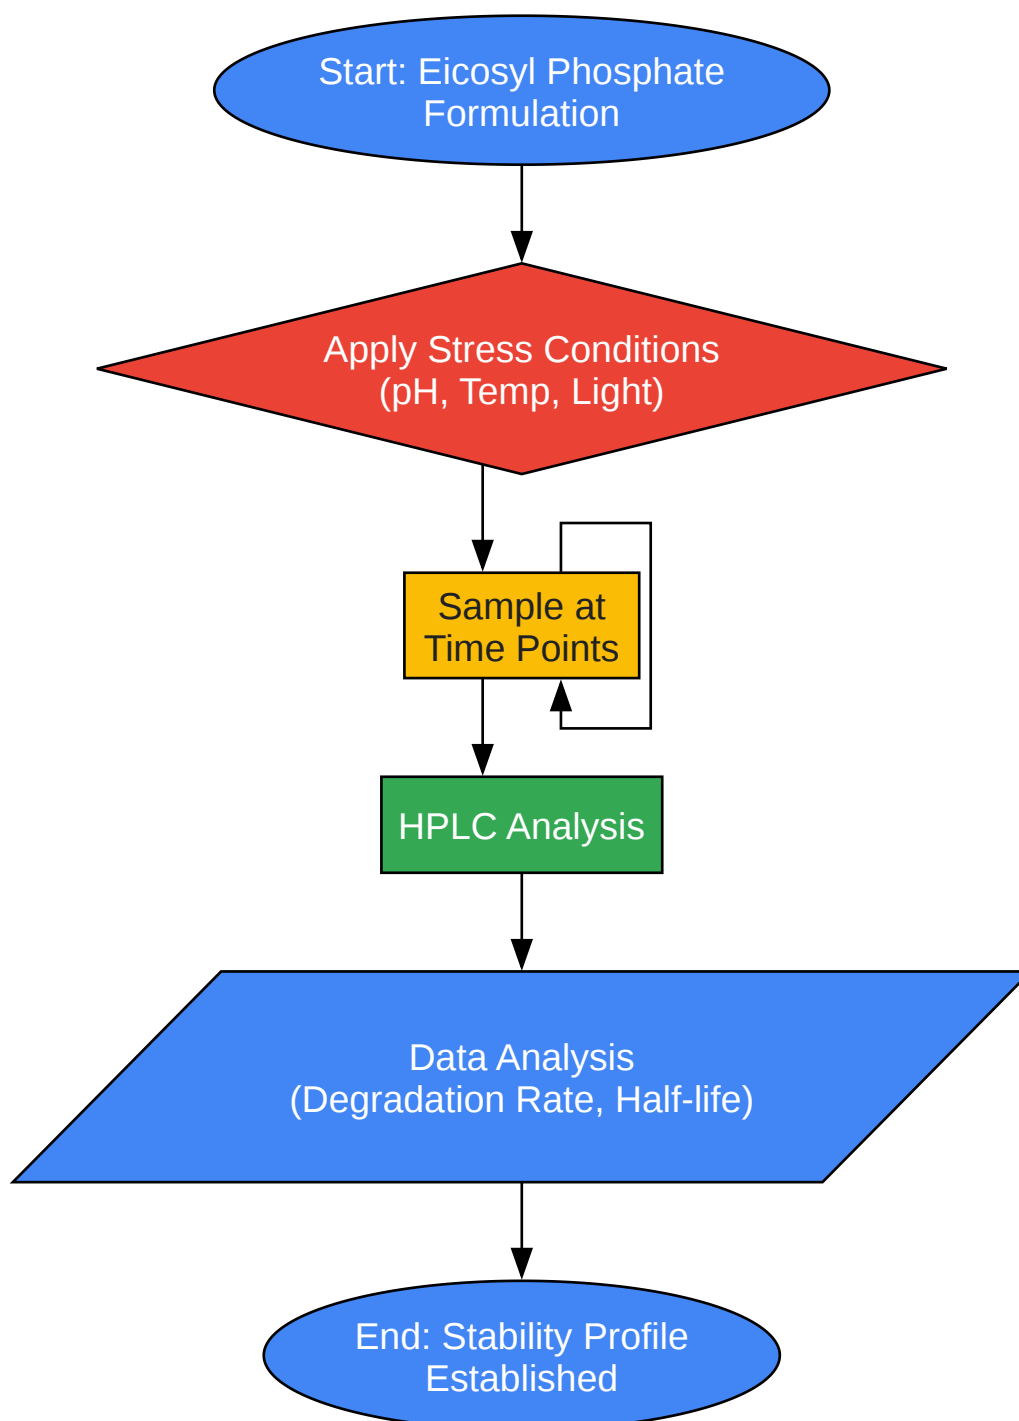 Start: Eicosyl Phosphate
Formulation
Apply Stress Conditions
(pH, Temp, Light)
Sample at
Time Points
HPLC Analysis
Data Analysis
(Degradation Rate, Half-life)
End: Stability Profile
Established